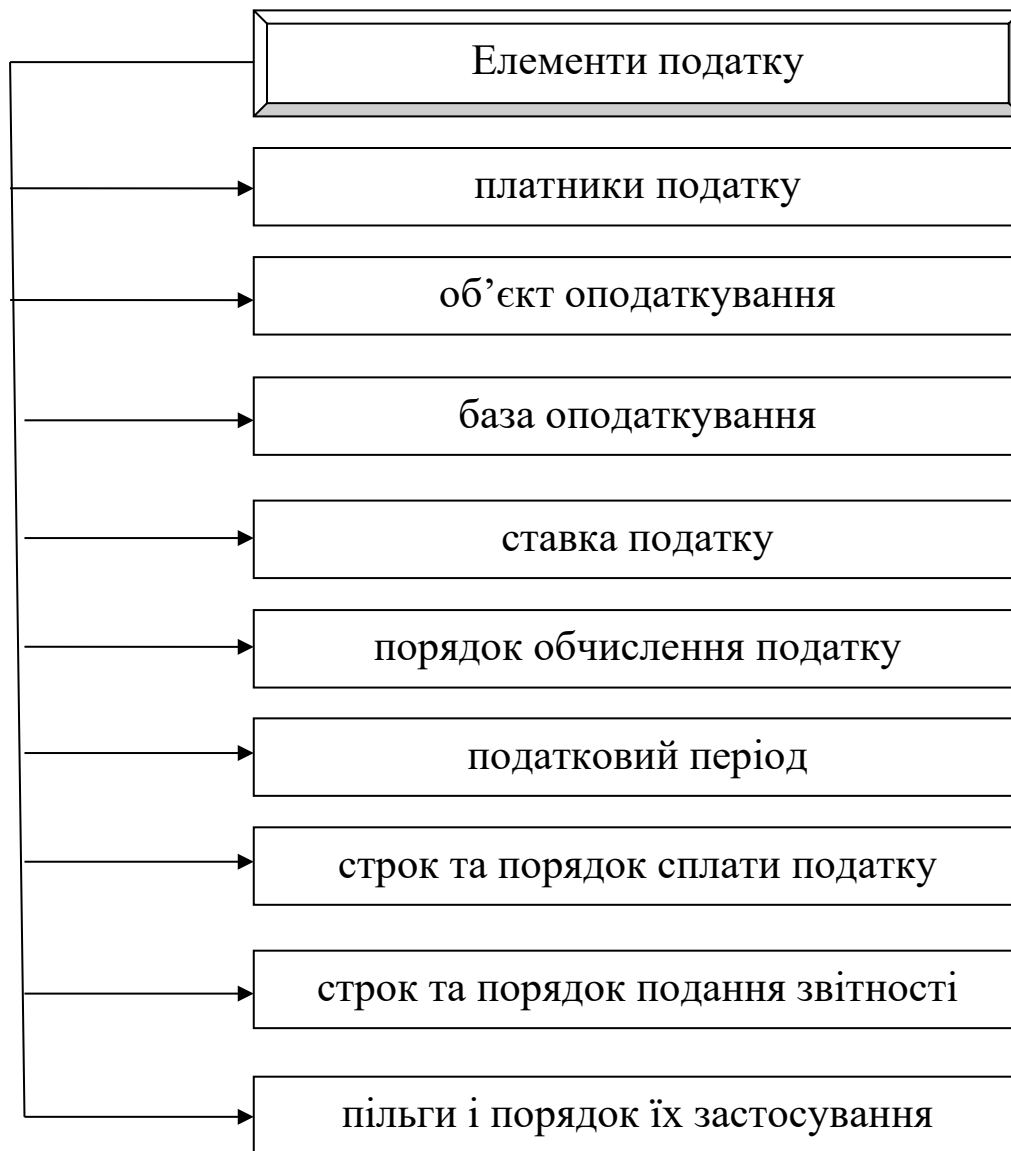 Елементи податку
платники податку
об’єкт оподаткування
база оподаткування
ставка податку
порядок обчислення податку
податковий період
строк та порядок сплати податку
строк та порядок подання звітності
пільги і порядок їх застосування